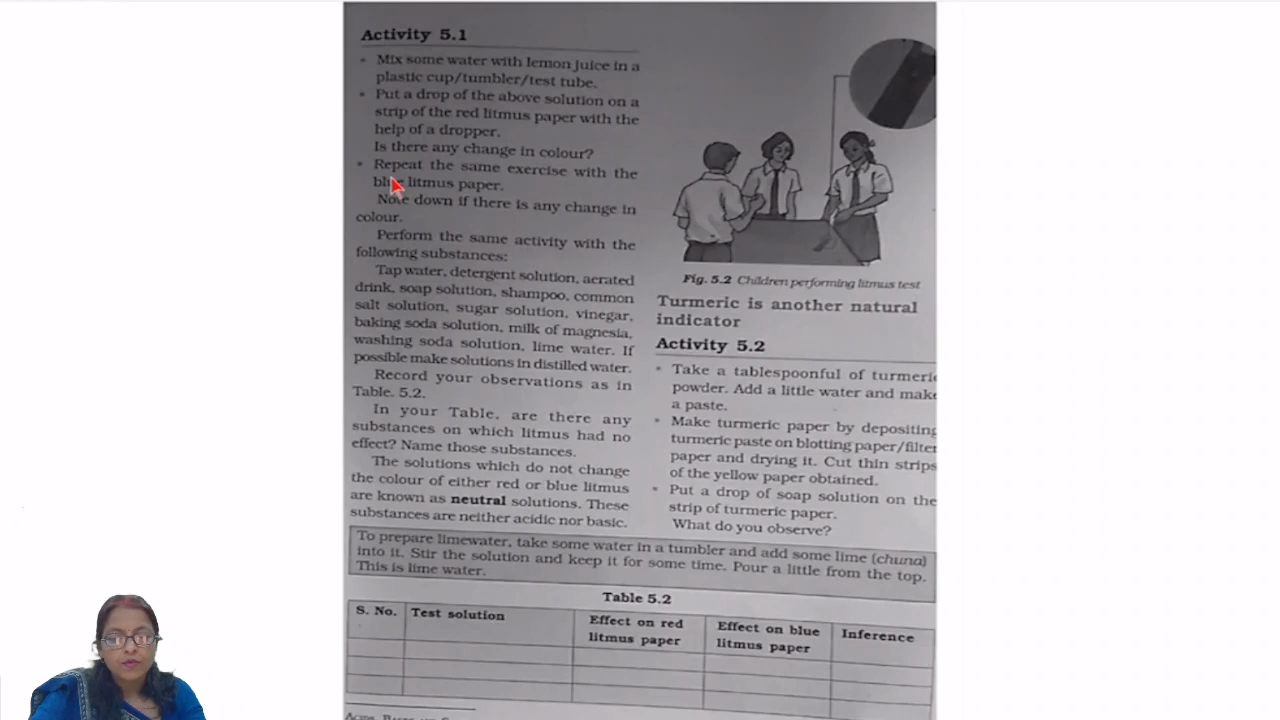 Activity 5.1
• Mix some water with lemon juice in a
plastic cup/tumbler/test tube.
• Put a drop of the above solution on a
strip of the red litmus paper with the
help of a dropper.
Is there any change in colour?
• Repeat the same exercise with the
blue litmus paper.
Note down if there is any change in
colour.
Perform the same activity with the
following substances:
Tap water, detergent solution, aerated
drink, soap solution, shampoo, common
salt solution, sugar solution, vinegar,
baking soda solution, milk of magnesia,
washing soda solution, lime water. If
possible make solutions in distilled water.
Record your observations as in
Table. 5.2.
In your Table, are there any
substances on which litmus had no
effect? Name those substances.
The solutions which do not change
the colour of either red or blue litmus
are known as neutral solutions. These
substances are neither acidic nor basic.
Fig. 5.2 Children performing litmus test
Turmeric is another natural
indicator
Activity 5.2
• Take a tablespoonful of turmeric
powder. Add a little water and make
a paste.
• Make turmeric paper by depositing
turmeric paste on blotting paper/filter
paper and drying it. Cut thin strips
of the yellow paper obtained.
• Put a drop of soap solution on the
strip of turmeric paper.
What do you observe?
To prepare limewater, take some water in a tumbler and add some lime (chuna)
into it. Stir the solution and keep it for some time. Pour a little from the top.
This is lime water.
Table 5.2
S. No. Test solution Effect on red litmus paper Effect on blue litmus paper Inference